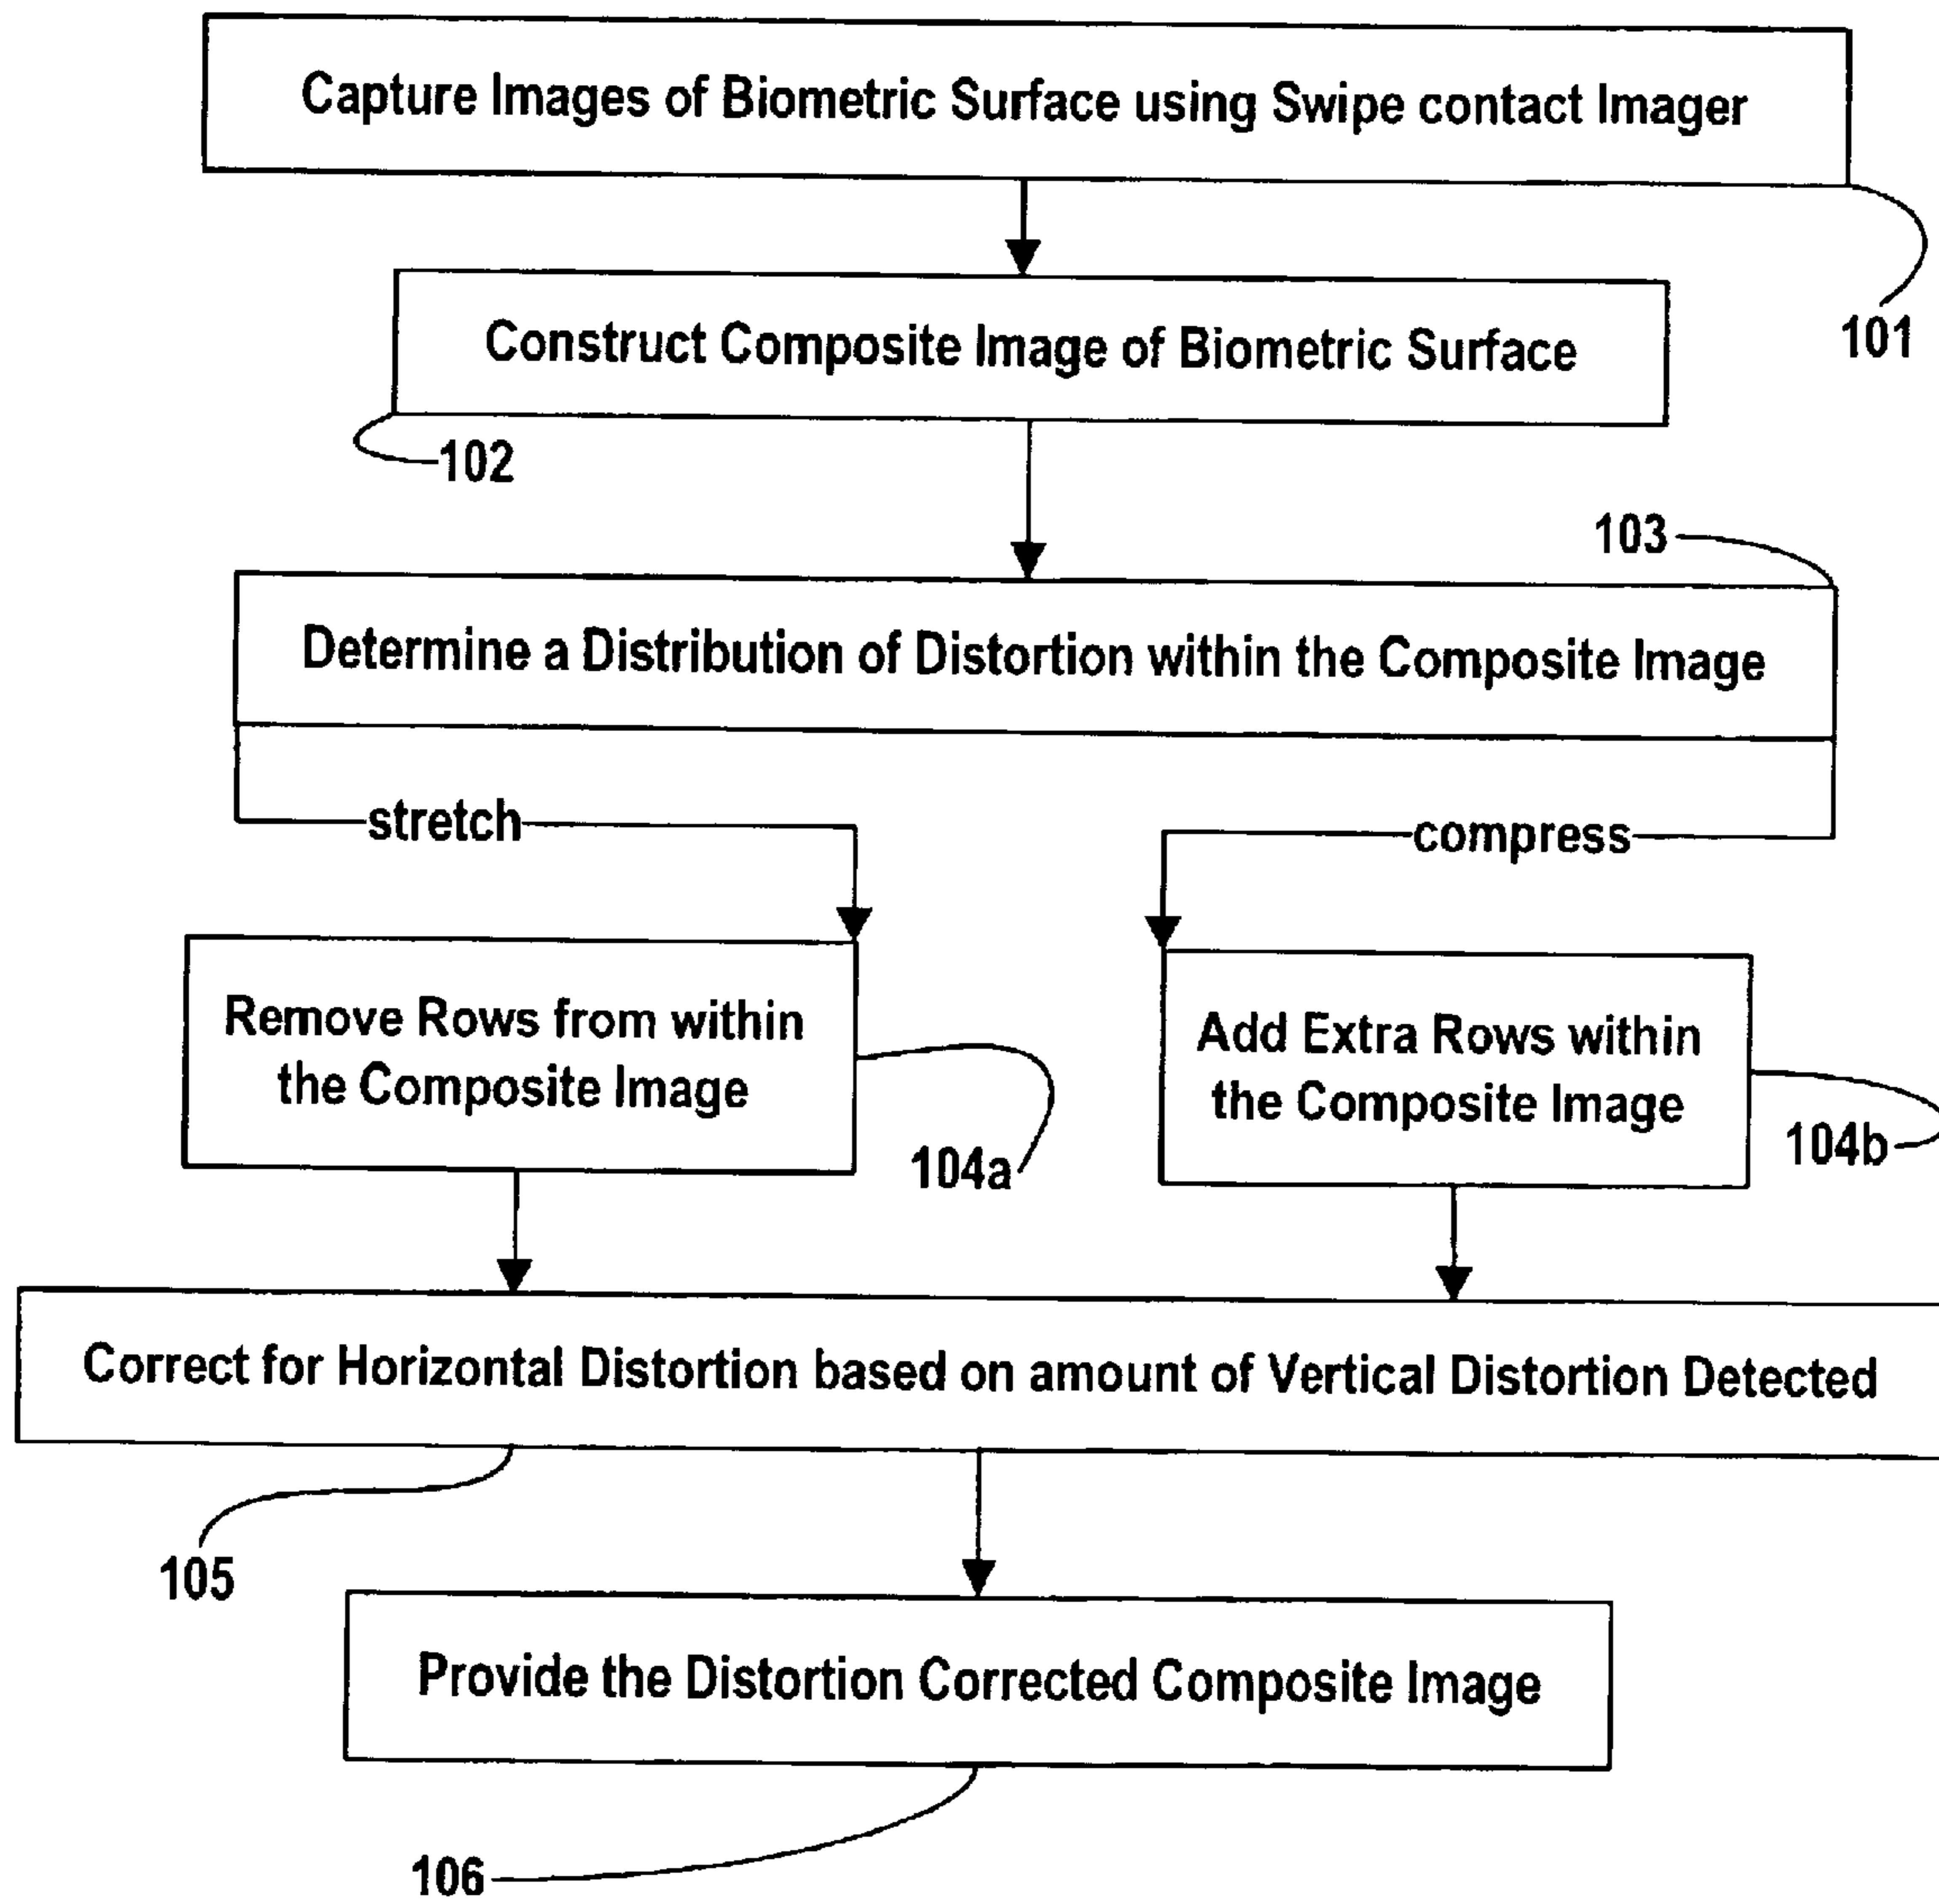 Capture Images of Biometric Surface using Swipe contact Imager
101
Construct Composite Image of Biometric Surface
102
103
Determine a Distribution of Distortion within the Composite Image
stretch
compress
Remove Rows from within
the Composite Image
104a
Add Extra Rows within
the Composite Image
104b
Correct for Horizontal Distortion based on amount of Vertical Distortion Detected
105
Provide the Distortion Corrected Composite Image
106